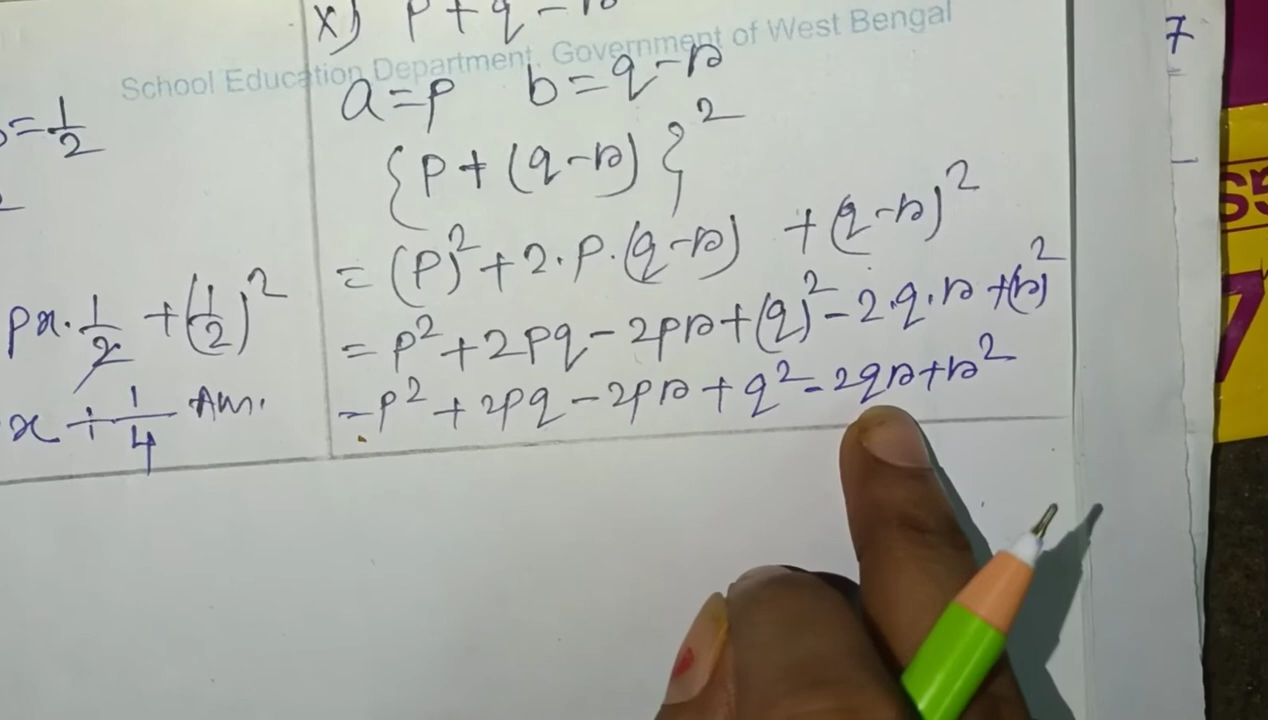 x) p + q - r
School Education Department. Government of West Bengal
a = p b = q - r
{p + (q - r)}²
= (p)² + 2.p.(q - r) + (q - r)²
= p² + 2pq - 2pr + (q)² - 2.q.r + (r)²
= p² + 2pq - 2pr + q² - 2qr + r²
= 1/2
px. 1/2 + (1/2)²
x + 1/4 Am.
7